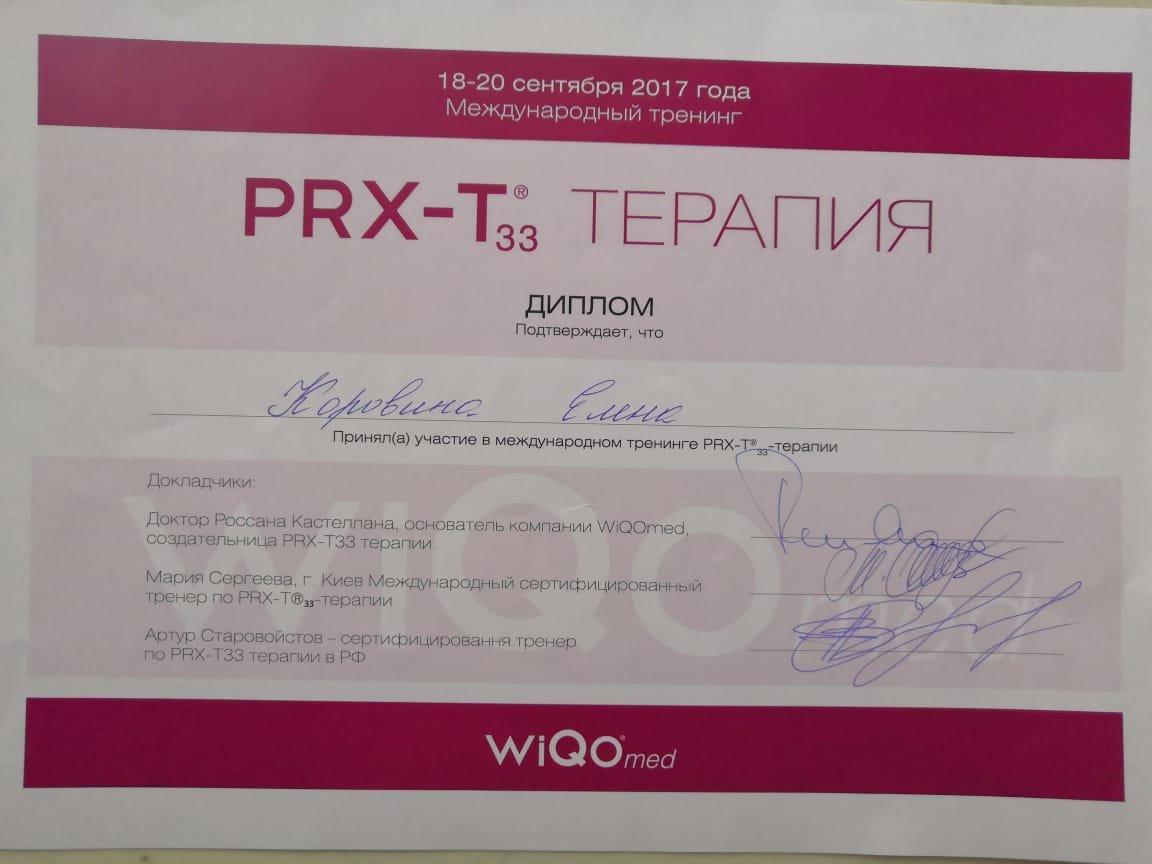 18-20 сентября 2017 года
Международный тренинг
PRX-T®33 ТЕРАПИЯ
ДИПЛОМ
Подтверждает, что
Коровина Елена
Принял(а) участие в международном тренинге PRX-T®33-терапии
Докладчики:
Доктор Россана Кастеллана, основатель компании WiQOmed,
создательница PRX-T33 терапии.
Мария Сергеева, г. Киев Международный сертифицированный
тренер по PRX-T®33-терапии
Артур Старовойстов – сертифицировання тренер
по PRX-T33 терапии в РФ
WiQOmed
WiQO®med